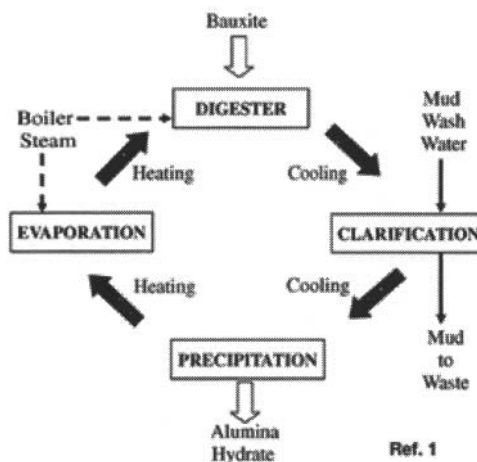 Bauxite
DIGESTER
Boiler
Steam
Mud
Wash
Water
Heating
Cooling
EVAPORATION
CLARIFICATION
Heating
Cooling
PRECIPITATION
Mud
to
Waste
Alumina
Hydrate
Ref. 1